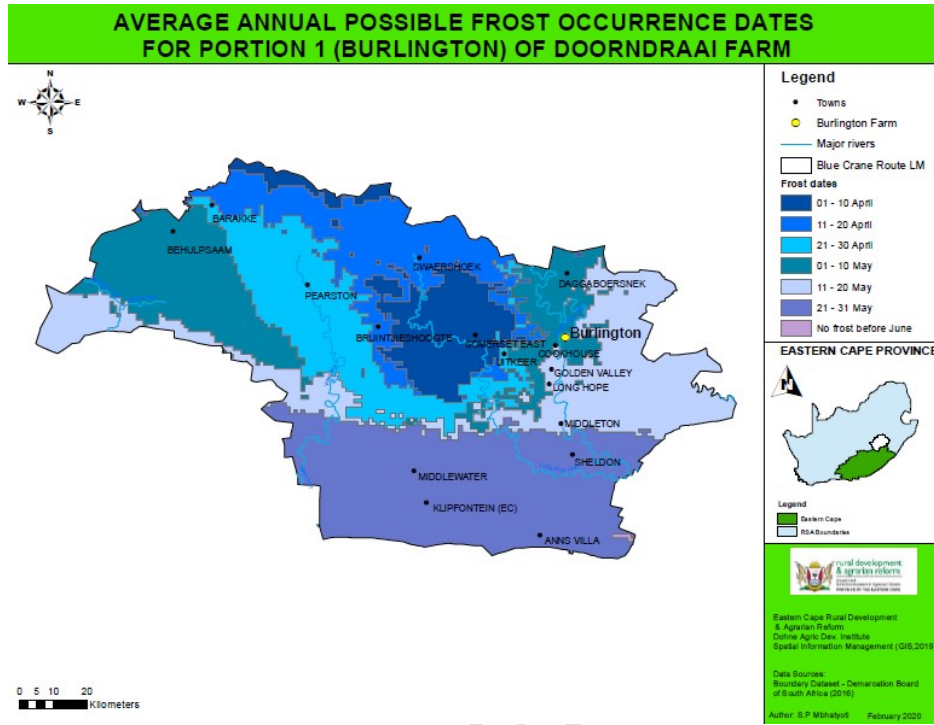 AVERAGE ANNUAL POSSIBLE FROST OCCURRENCE DATES
FOR PORTION 1 (BURLINGTON) OF DOORNDRAAI FARM
N
W
E
S
BARAKKE
BEHULPSAAM
SWAERSHOEK
DAGGABOERSNEK
PEARSTON
BRUINTJIESHOOGTE
Burlington
SOMERSET EAST
COOKHOUSE
UITKEER
GOLDEN VALLEY
LONG HOPE
MIDDLETON
SHELDON
MIDDLEWATER
KLIPFONTEIN (EC)
ANNS VILLA
0 5 10 20
Kilometers
Legend
Towns
Burlington Farm
Major rivers
Blue Crane Route LM
Frost dates
01 - 10 April
11 - 20 April
21 - 30 April
01 - 10 May
11 - 20 May
21 - 31 May
No frost before June
EASTERN CAPE PROVINCE
N
Legend
Eastern Cape
RSA Boundaries
rural development
& agrarian reform
PROVINCE OF THE EASTERN CAPE
Eastern Cape Rural Development
& Agrarian Reform
Dohne Agric Dev. Institute
Spatial Information Management (GIS,2019
Data Sources:
Boundary Dataset - Demarcation Board
of South Africa (2016)
Author: S.P Mbhatyoti February 2020